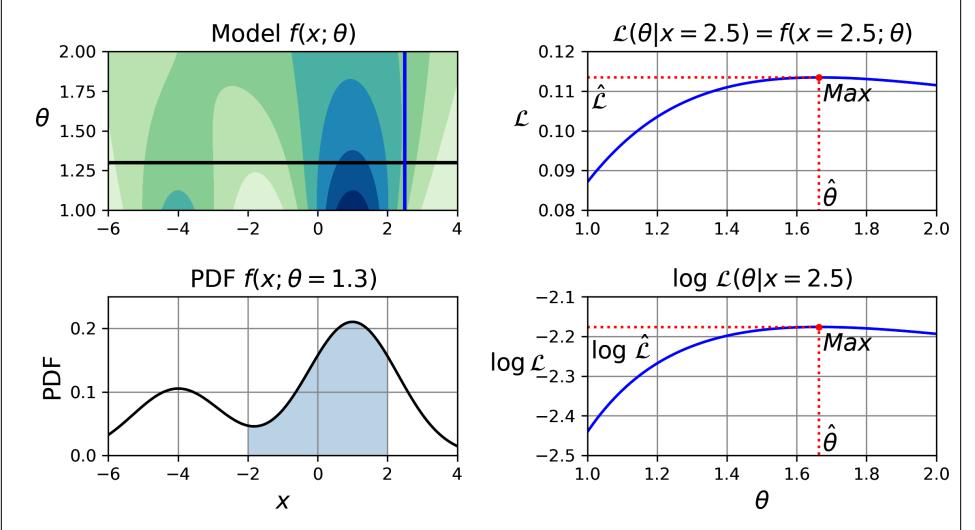 Model f(x; θ)
θ
2.00
1.75
1.50
1.25
1.00
−6 −4 −2 0 2 4
ℒ(θ|x = 2.5) = f(x = 2.5; θ)
ℒ
0.12
0.11
0.10
0.09
0.08
ℒ̂
Max
θ̂
1.0 1.2 1.4 1.6 1.8 2.0
PDF f(x; θ = 1.3)
PDF
0.2
0.1
0.0
−6 −4 −2 0 2 4
x
log ℒ(θ|x = 2.5)
log ℒ
−2.1
−2.2
−2.3
−2.4
−2.5
log ℒ̂
Max
θ̂
1.0 1.2 1.4 1.6 1.8 2.0
θ